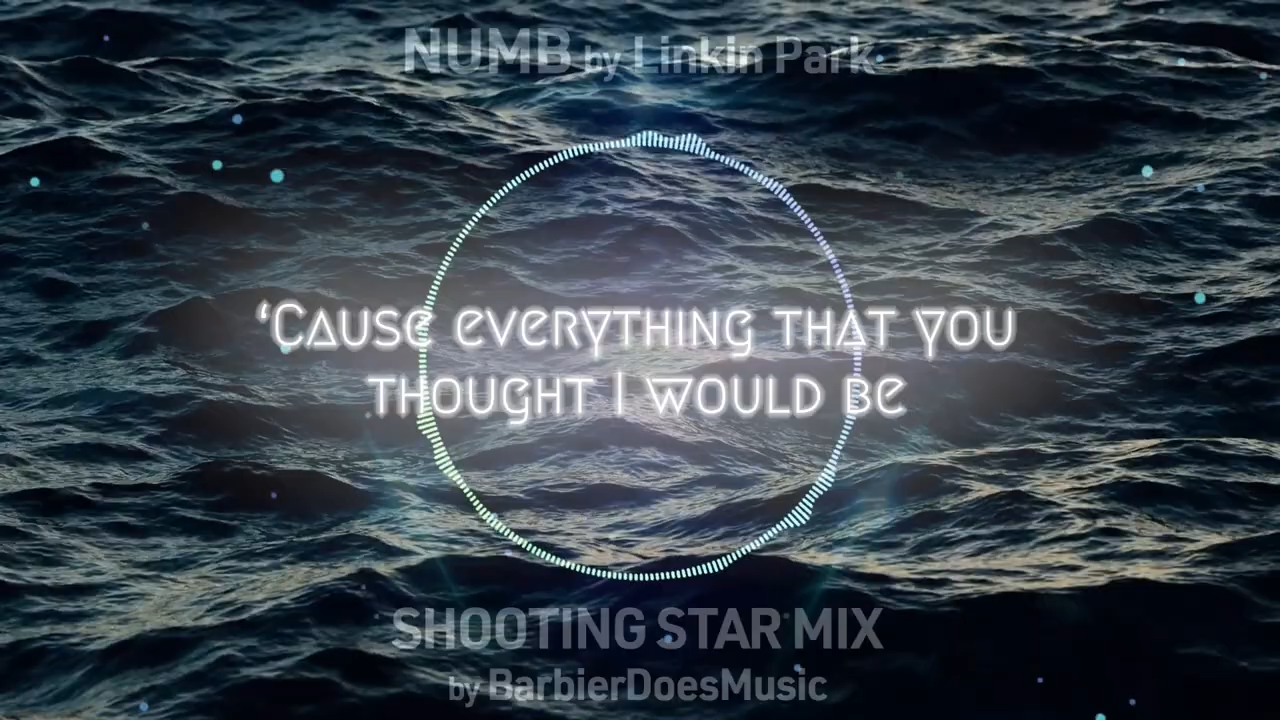 NUMB by Linkin Park
‘Cause everything that you
thought I would be
SHOOTING STAR MIX
by BarbierDoesMusic